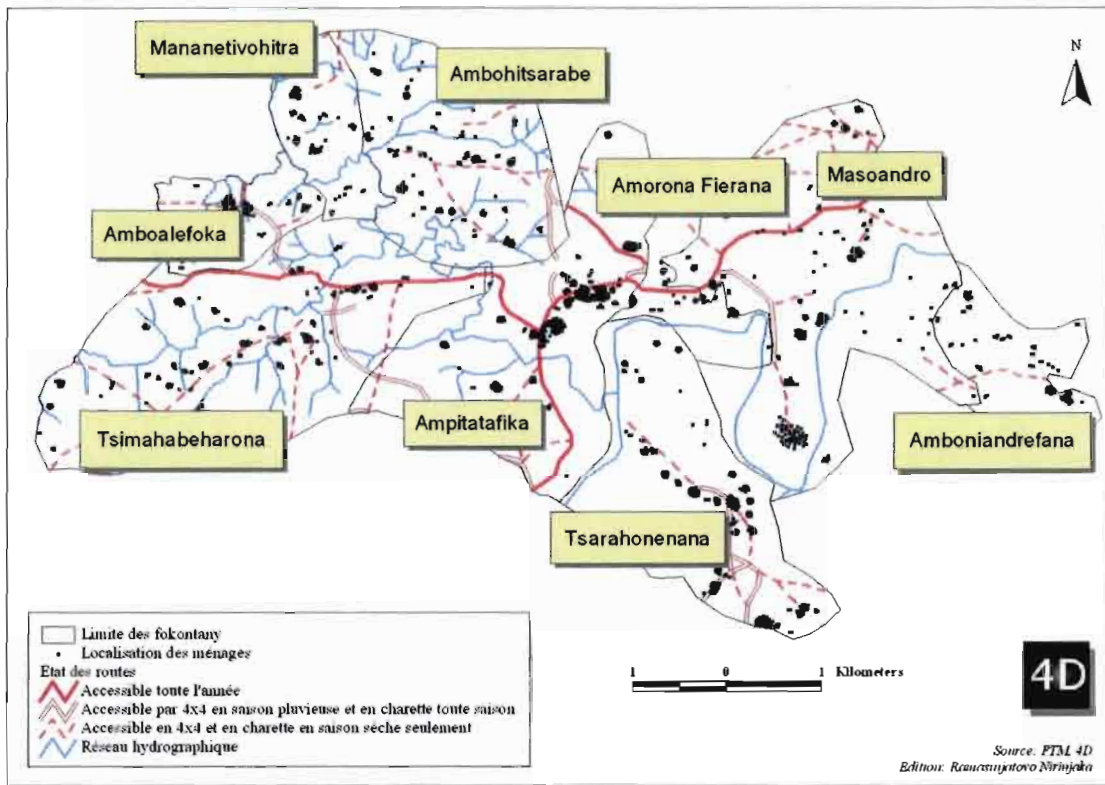 Mananetivohitra
Ambohitsarabe
N
Amorona Fierana
Masoandro
Amboalefoka
Tsimahabeharona
Ampitatafika
Amboniandrefana
Tsarahonenana
Limite des fokontany
Localisation des ménages
Etat des routes
Accessible toute l'année
Accessible par 4x4 en saison pluvieuse et en charette toute saison
Accessible en 4x4 et en charette en saison sèche seulement
Réseau hydrographique
1 0 1 Kilometers
4D
Source: PTM, 4D
Edition: Ramasinjatovo Nirinjaka